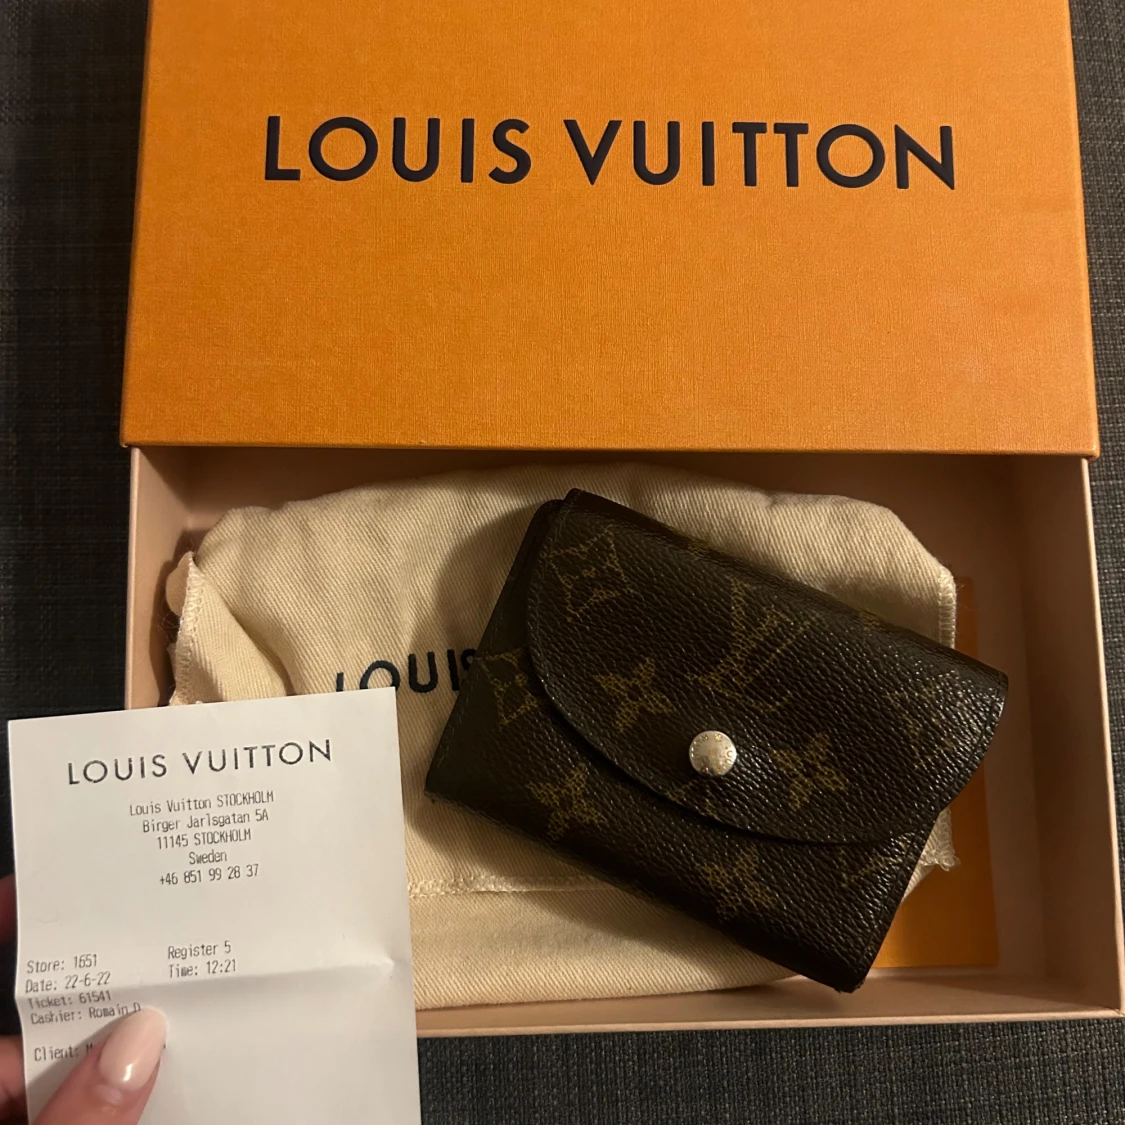 LOUIS VUITTON
LOUIS
LOUIS VUITTON
Louis Vuitton STOCKHOLM
Birger Jarlsgatan 5A
11145 STOCKHOLM
Sweden
+46 851 99 28 37
Store: 1651 Register 5
Date: 22-6-22 Time: 12:21
Ticket: 61541
Cashier: Romain D
Client: